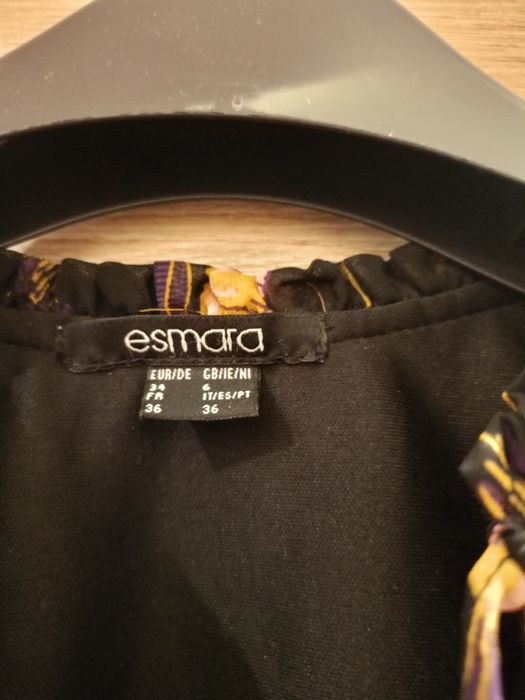 esmara
EUR/DE GB/IE/NI
34 6
FR IT/ES/PT
36 36